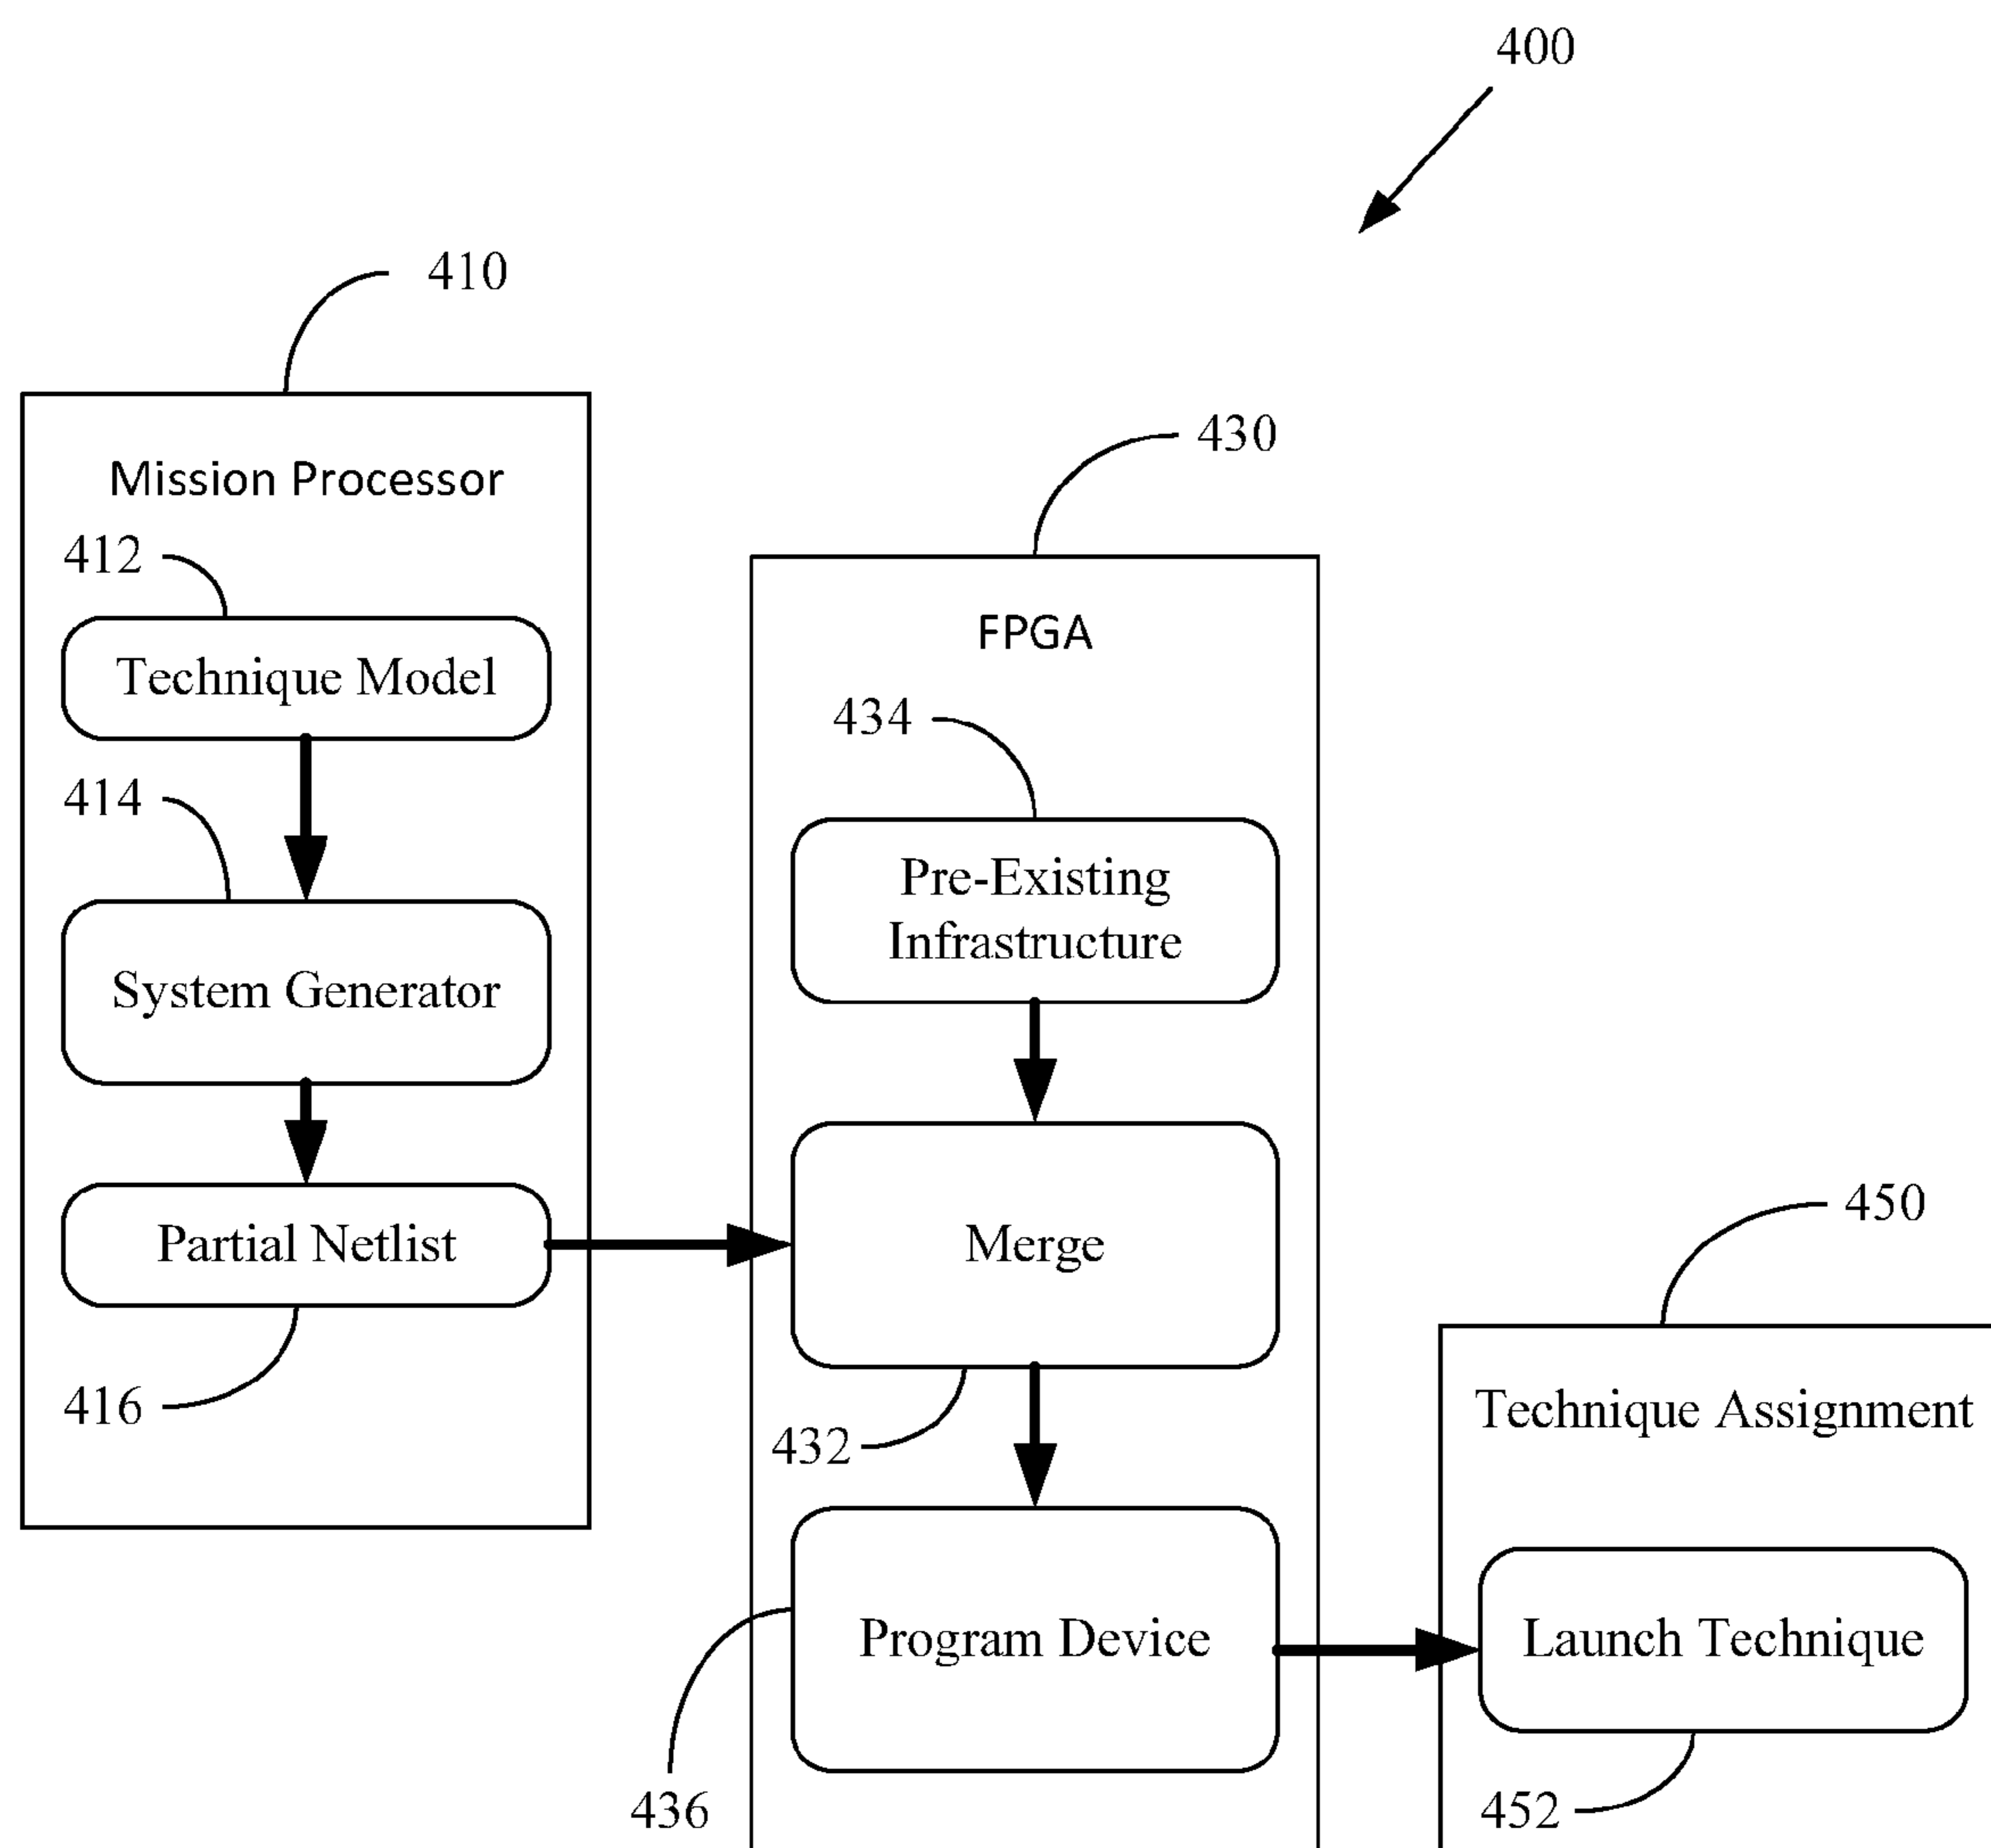 400
410
Mission Processor
412
Technique Model
414
System Generator
Partial Netlist
416
430
FPGA
434
Pre-Existing
Infrastructure
Merge
432
Program Device
436
450
Technique Assignment
Launch Technique
452